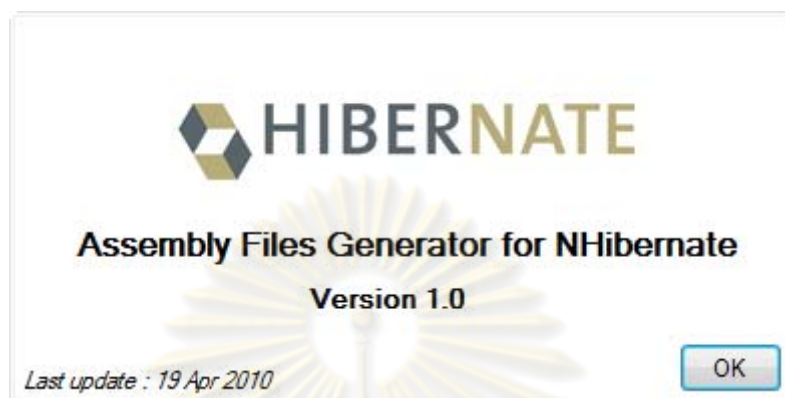 HIBERNATE
Assembly Files Generator for NHibernate
Version 1.0
Last update : 19 Apr 2010
OK